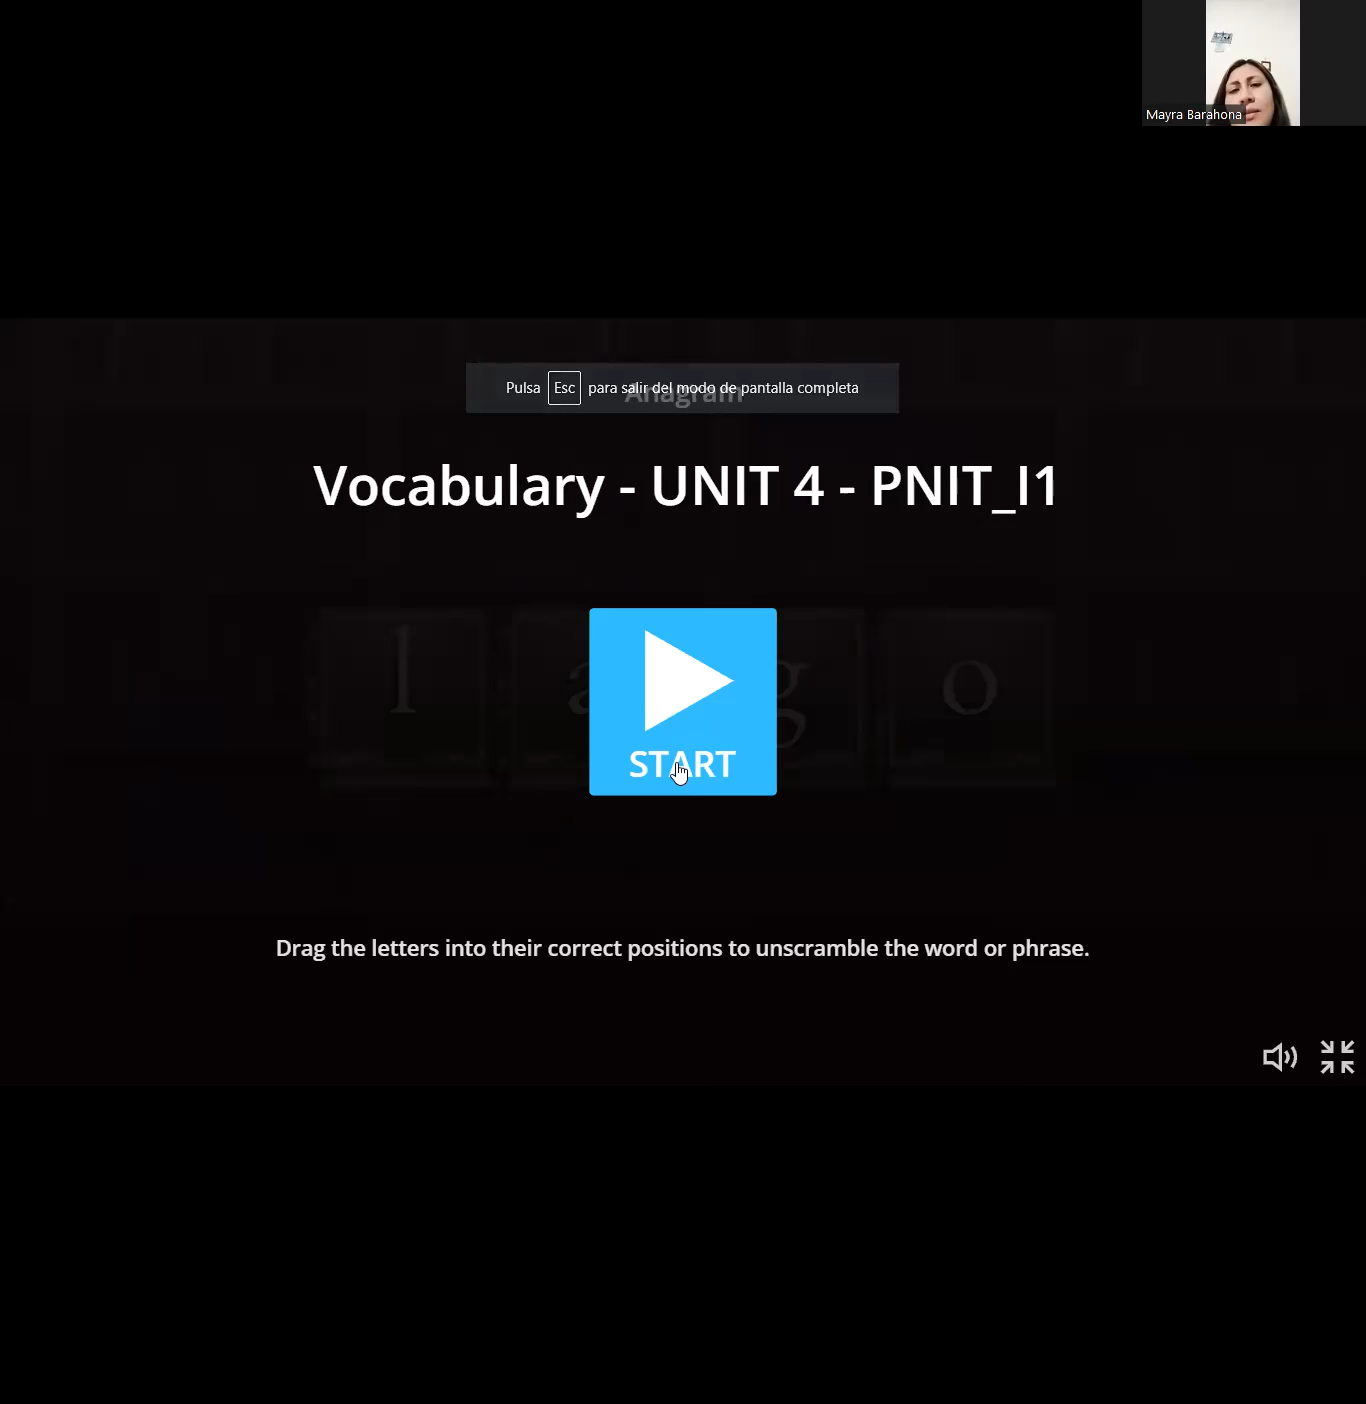 Mayra Barahona
Pulsa Esc para salir del modo de pantalla completa
Anagram
Vocabulary - UNIT 4 - PNIT_I1
l a g o
START
Drag the letters into their correct positions to unscramble the word or phrase.